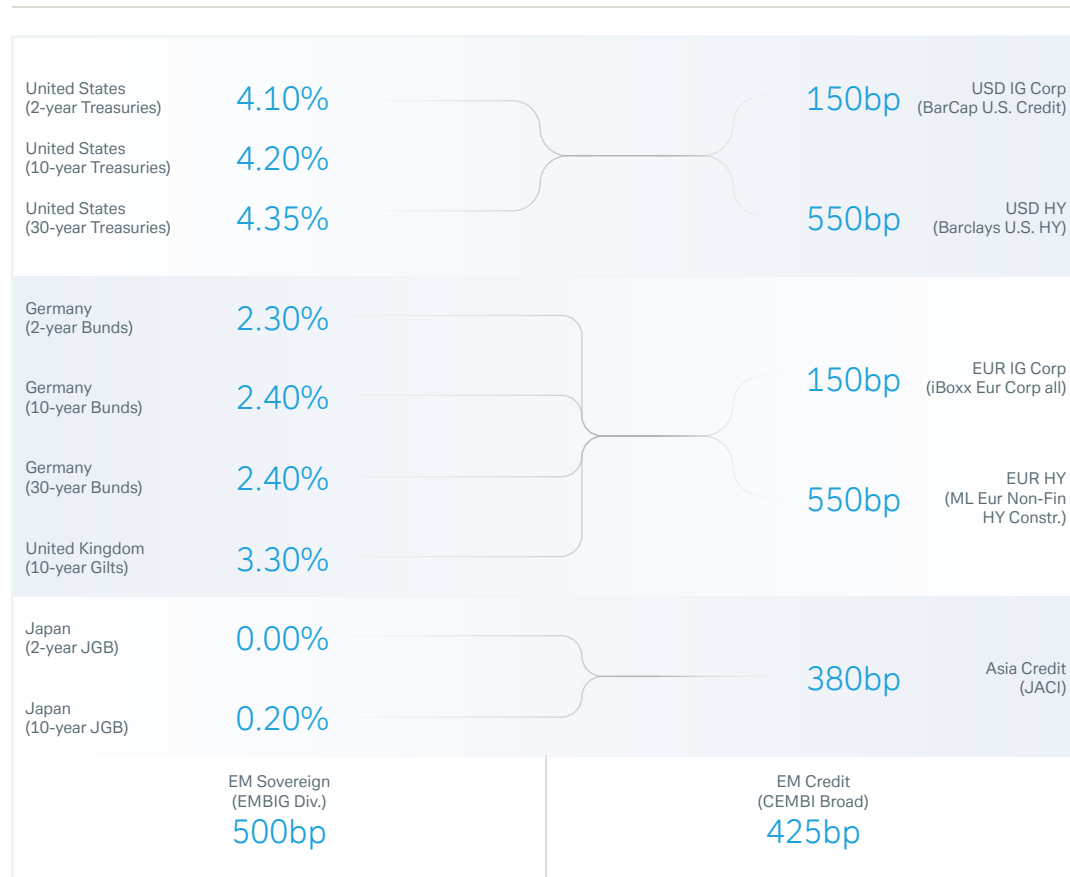 United States
(2-year Treasuries)
4.10%
United States
(10-year Treasuries)
4.20%
United States
(30-year Treasuries)
4.35%
150bp
USD IG Corp
(BarCap U.S. Credit)
550bp
USD HY
(Barclays U.S. HY)
Germany
(2-year Bunds)
2.30%
Germany
(10-year Bunds)
2.40%
Germany
(30-year Bunds)
2.40%
United Kingdom
(10-year Gilts)
3.30%
150bp
EUR IG Corp
(iBoxx Eur Corp all)
550bp
EUR HY
(ML Eur Non-Fin
HY Constr.)
Japan
(2-year JGB)
0.00%
Japan
(10-year JGB)
0.20%
380bp
Asia Credit
(JACI)
EM Sovereign
(EMBIG Div.)
500bp
EM Credit
(CEMBI Broad)
425bp